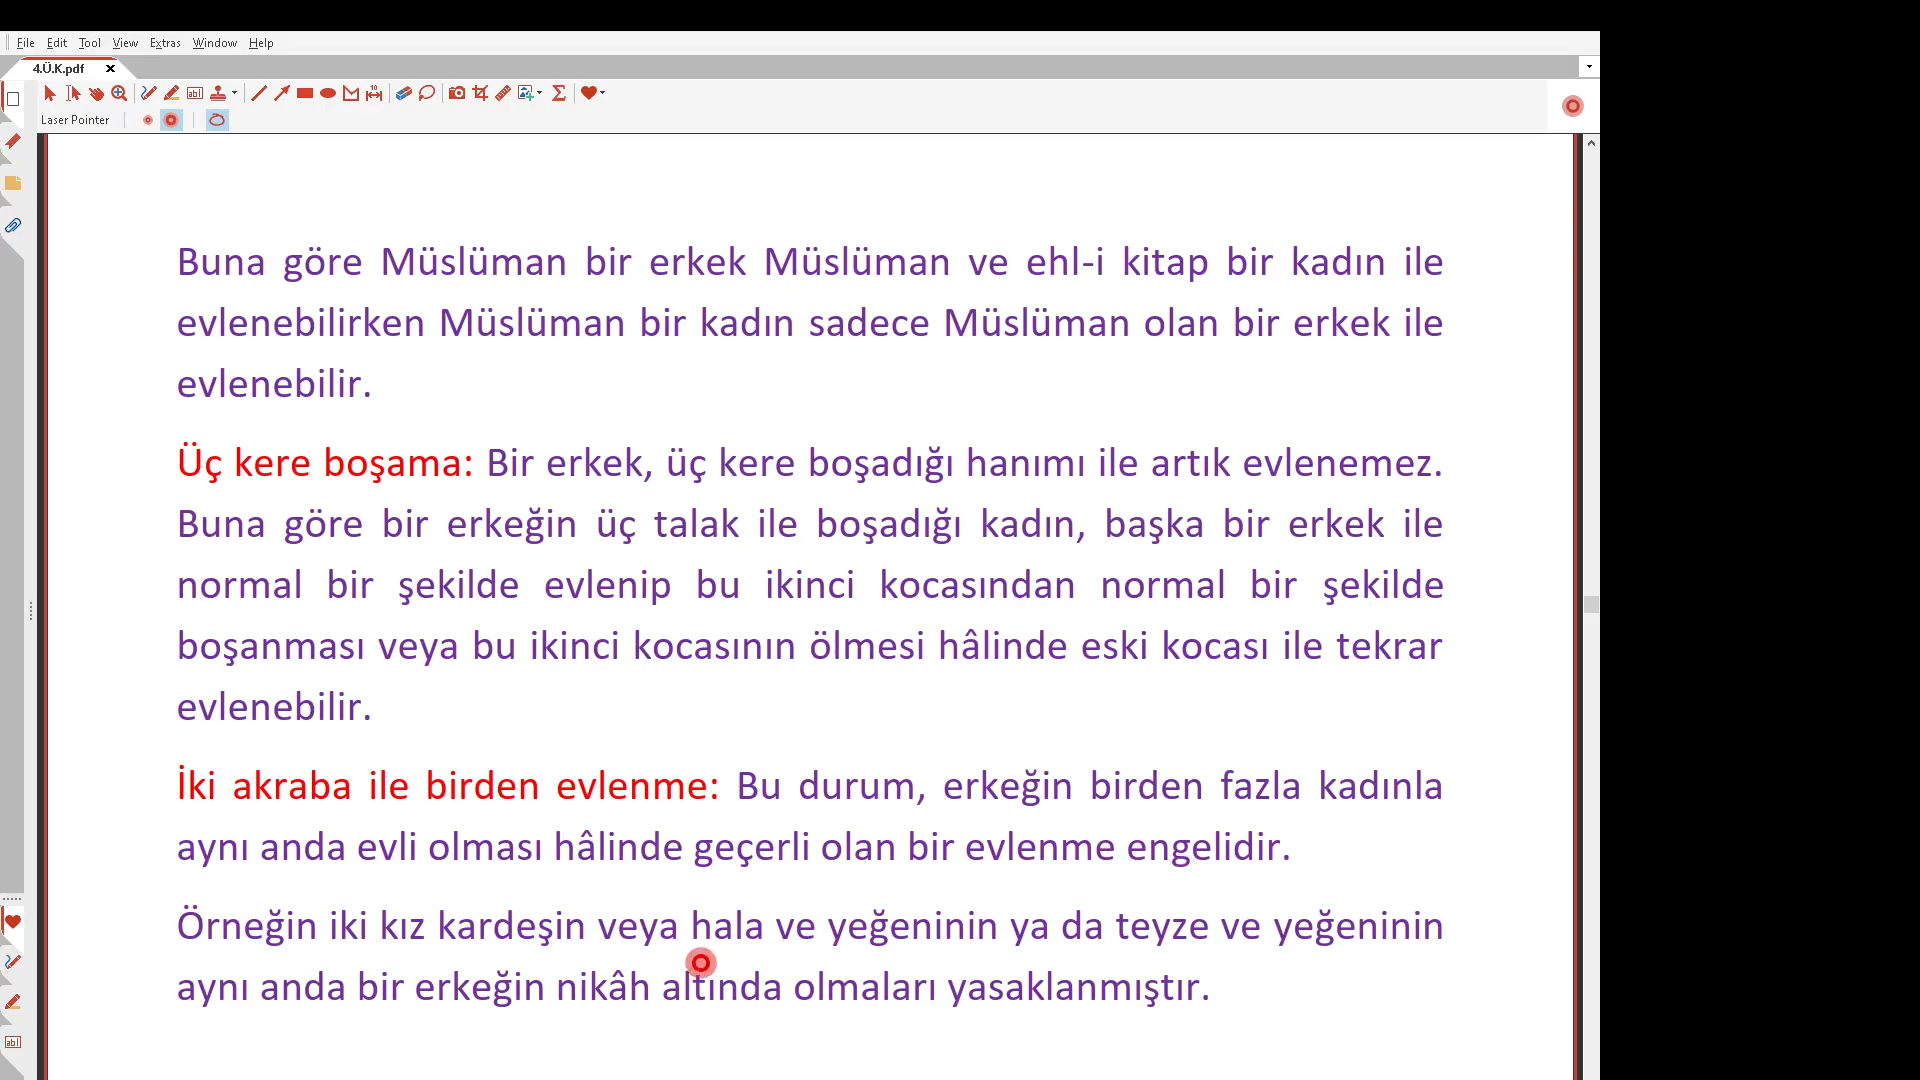 File Edit Tool View Extras Window Help
4.Ü.K.pdf
Laser Pointer
Buna göre Müslüman bir erkek Müslüman ve ehl-i kitap bir kadın ile
evlenebilirken Müslüman bir kadın sadece Müslüman olan bir erkek ile
evlenebilir.
Üç kere boşama: Bir erkek, üç kere boşadığı hanımı ile artık evlenemez.
Buna göre bir erkeğin üç talak ile boşadığı kadın, başka bir erkek ile
normal bir şekilde evlenip bu ikinci kocasından normal bir şekilde
boşanması veya bu ikinci kocasının ölmesi hâlinde eski kocası ile tekrar
evlenebilir.
İki akraba ile birden evlenme: Bu durum, erkeğin birden fazla kadınla
aynı anda evli olması hâlinde geçerli olan bir evlenme engelidir.
Örneğin iki kız kardeşin veya hala ve yeğeninin ya da teyze ve yeğeninin
aynı anda bir erkeğin nikâh altında olmaları yasaklanmıştır.